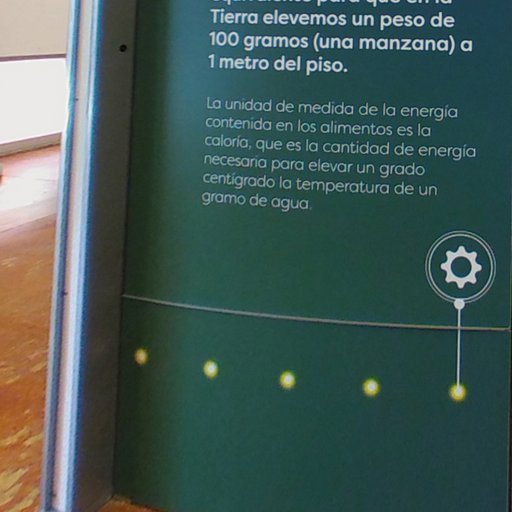 equivalente para que en la
Tierra elevemos un peso de
100 gramos (una manzana) a
1 metro del piso.
La unidad de medida de la energía
contenida en los alimentos es la
caloría, que es la cantidad de energía
necesaria para elevar un grado
centígrado la temperatura de un
gramo de agua.